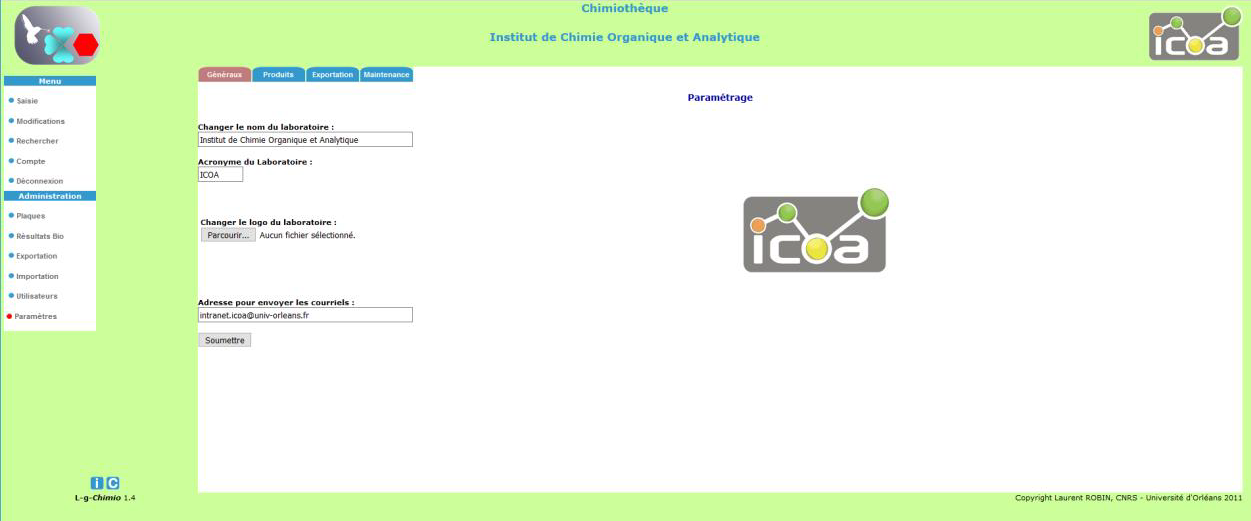 Chimiothèque
Institut de Chimie Organique et Analytique
icoa
Menu
Saisie
Modifications
Rechercher
Compte
Déconnexion
Administration
Plaques
Résultats Bio
Exportation
Importation
Utilisateurs
Paramètres
Généraux Produits Exportation Maintenance
Paramétrage
Changer le nom du laboratoire :
Institut de Chimie Organique et Analytique
Acronyme du Laboratoire :
ICOA
Changer le logo du laboratoire :
Parcourir... Aucun fichier sélectionné.
icoa
Adresse pour envoyer les courriels :
intranet.icoa@univ-orleans.fr
Soumettre
i C
L-g-Chimio 1.4
Copyright Laurent ROBIN, CNRS - Université d'Orléans 2011